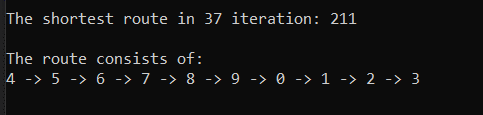 The shortest route in 37 iteration: 211
The route consists of:
4 -> 5 -> 6 -> 7 -> 8 -> 9 -> 0 -> 1 -> 2 -> 3